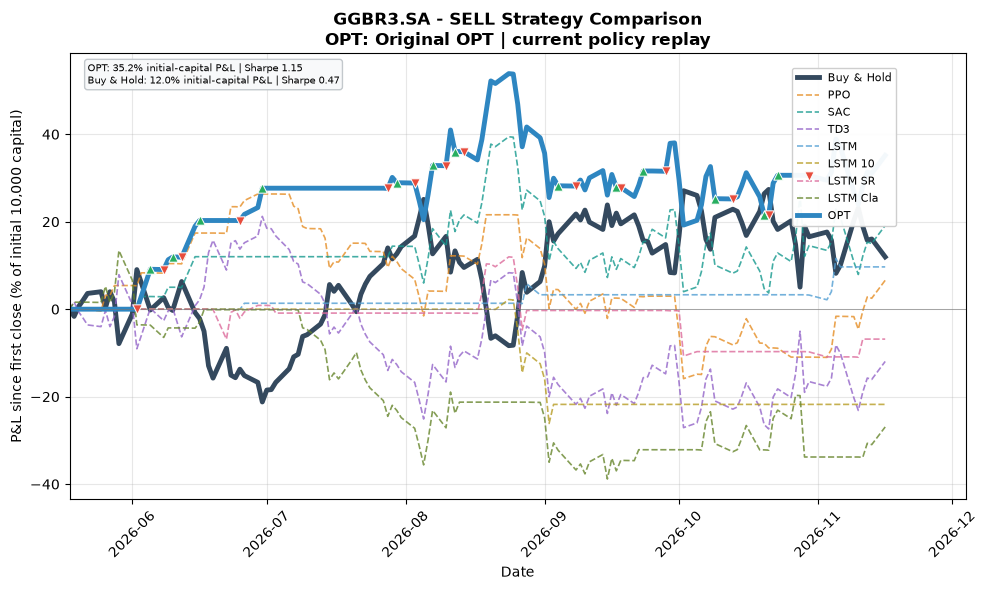 GGBR3.SA - SELL Strategy Comparison
OPT: Original OPT | current policy replay
OPT: 35.2% initial-capital P&L | Sharpe 1.15
Buy & Hold: 12.0% initial-capital P&L | Sharpe 0.47
Buy & Hold
PPO
SAC
TD3
LSTM
LSTM 10
LSTM SR
LSTM Cla
OPT
P&L since first close (% of initial 10,000 capital)
40
20
0
−20
−40
2026-06
2026-07
2026-08
2026-09
2026-10
2026-11
2026-12
Date